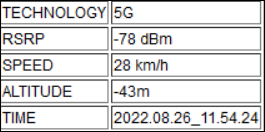 TECHNOLOGY 5G
RSRP -78 dBm
SPEED 28 km/h
ALTITUDE -43m
TIME 2022.08.26_11.54.24